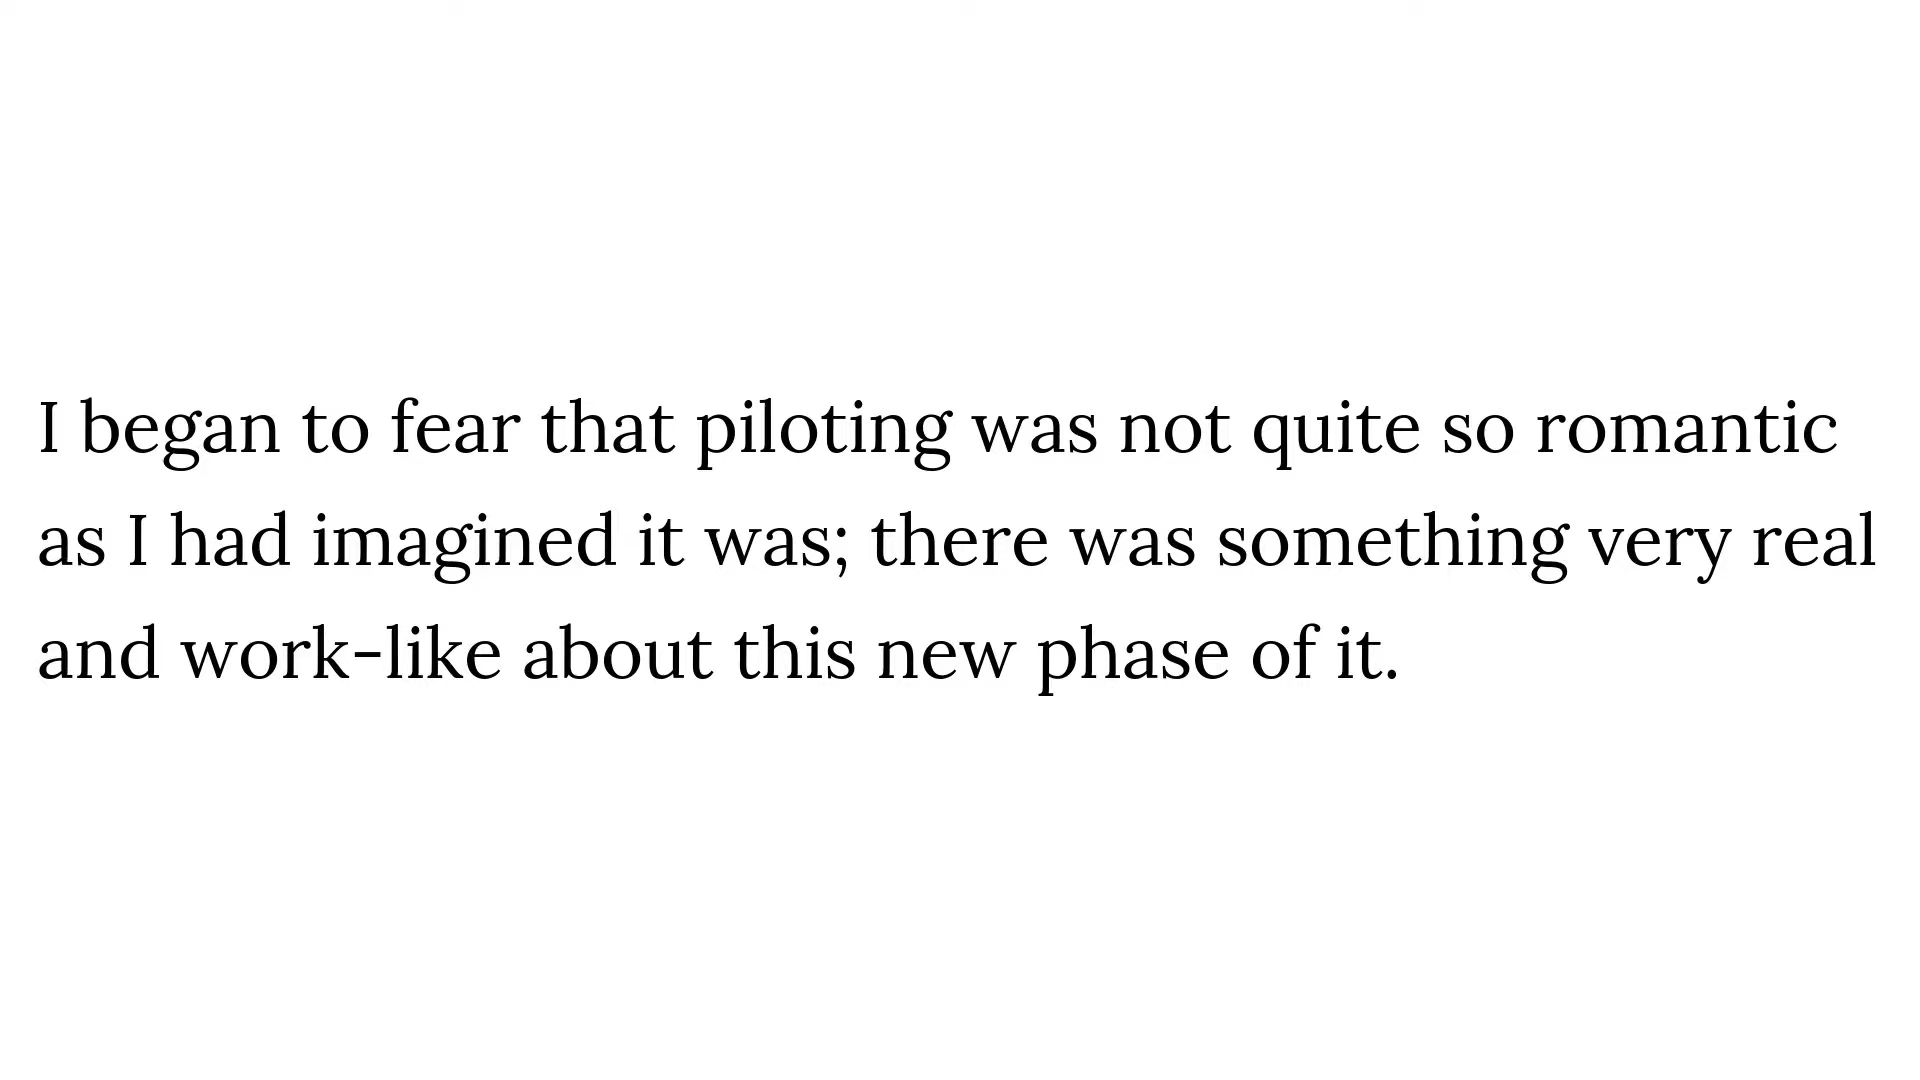 I began to fear that piloting was not quite so romantic
as I had imagined it was; there was something very real
and work-like about this new phase of it.